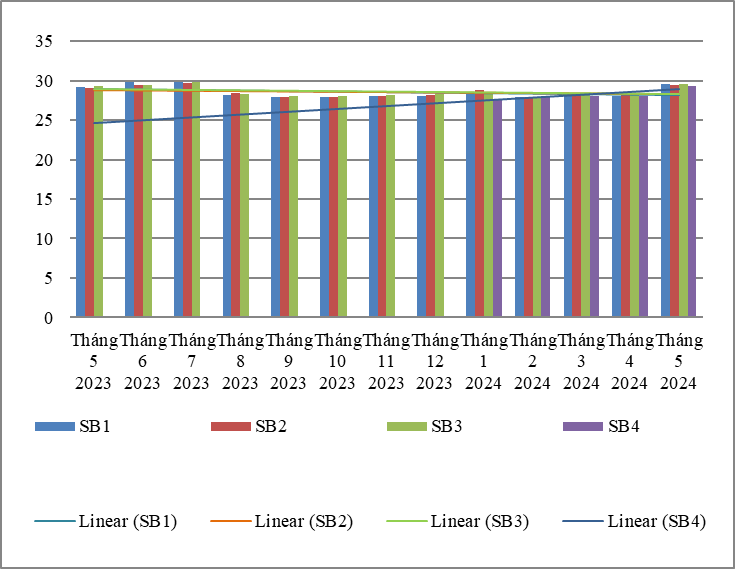 35
30
25
20
15
10
5
0
Tháng Tháng Tháng Tháng Tháng Tháng Tháng Tháng Tháng Tháng Tháng Tháng Tháng
5 6 7 8 9 10 11 12 1 2 3 4 5
2023 2023 2023 2023 2023 2023 2023 2023 2024 2024 2024 2024 2024
SB1 SB2 SB3 SB4
Linear (SB1) Linear (SB2) Linear (SB3) Linear (SB4)